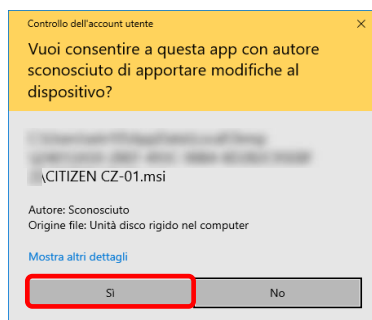 Controllo dell'account utente
Vuoi consentire a questa app con autore
sconosciuto di apportare modifiche al
dispositivo?
\CITIZEN CZ-01.msi
Autore: Sconosciuto
Origine file: Unità disco rigido nel computer
Mostra altri dettagli
Sì
No